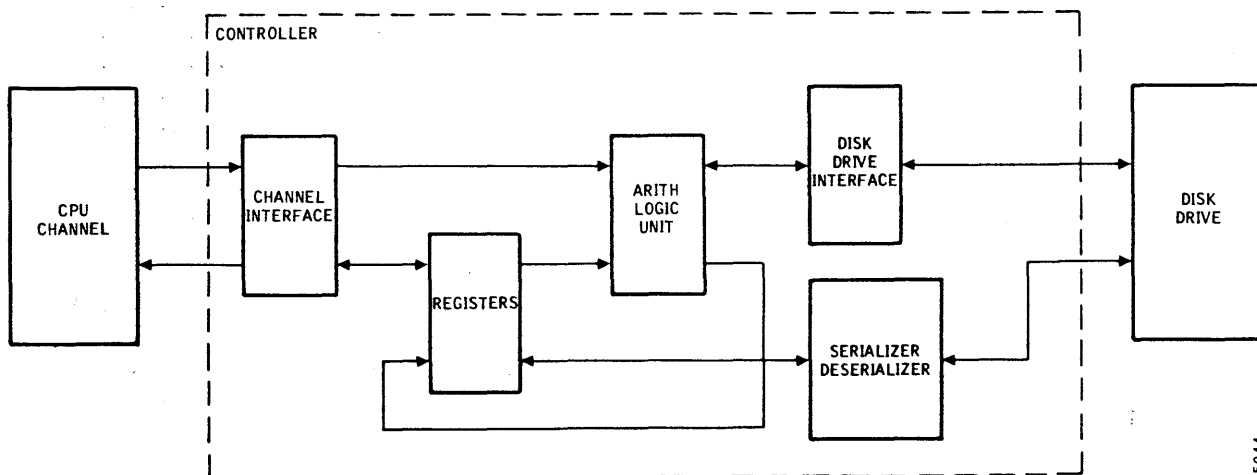 CONTROLLER
CPU
CHANNEL
CHANNEL
INTERFACE
REGISTERS
ARITH
LOGIC
UNIT
DISK
DRIVE
INTERFACE
SERIALIZER
DESERIALIZER
DISK
DRIVE